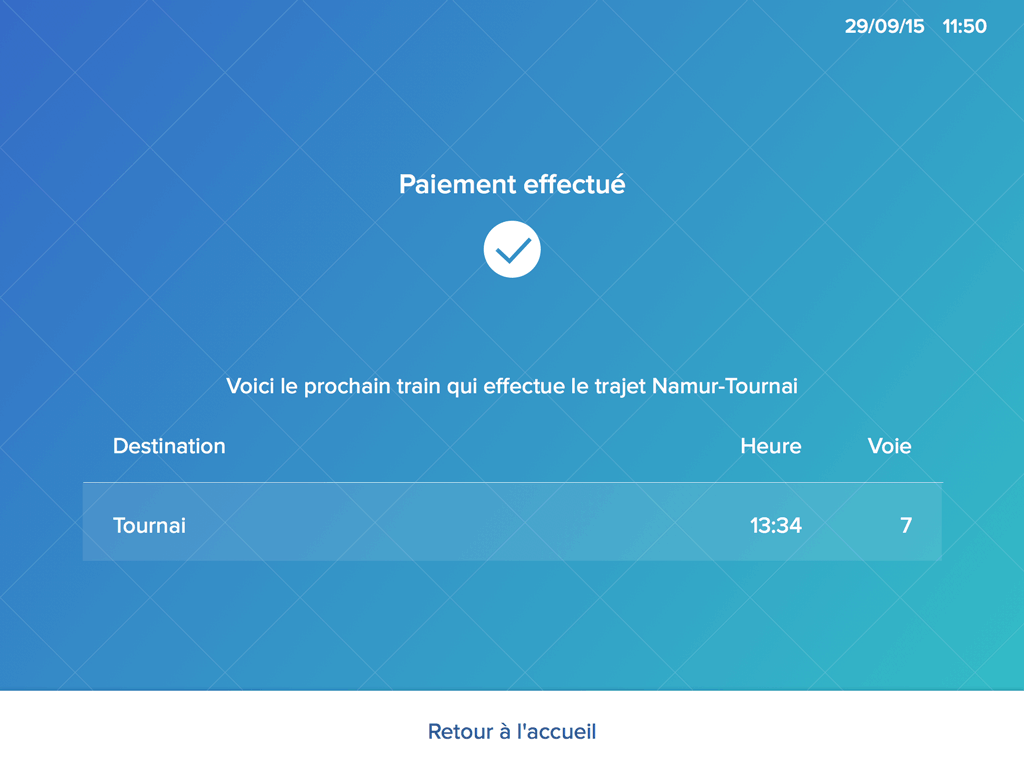 29/09/15 11:50
Paiement effectué
Voici le prochain train qui effectue le trajet Namur-Tournai
Destination Heure Voie
Tournai 13:34 7
Retour à l'accueil